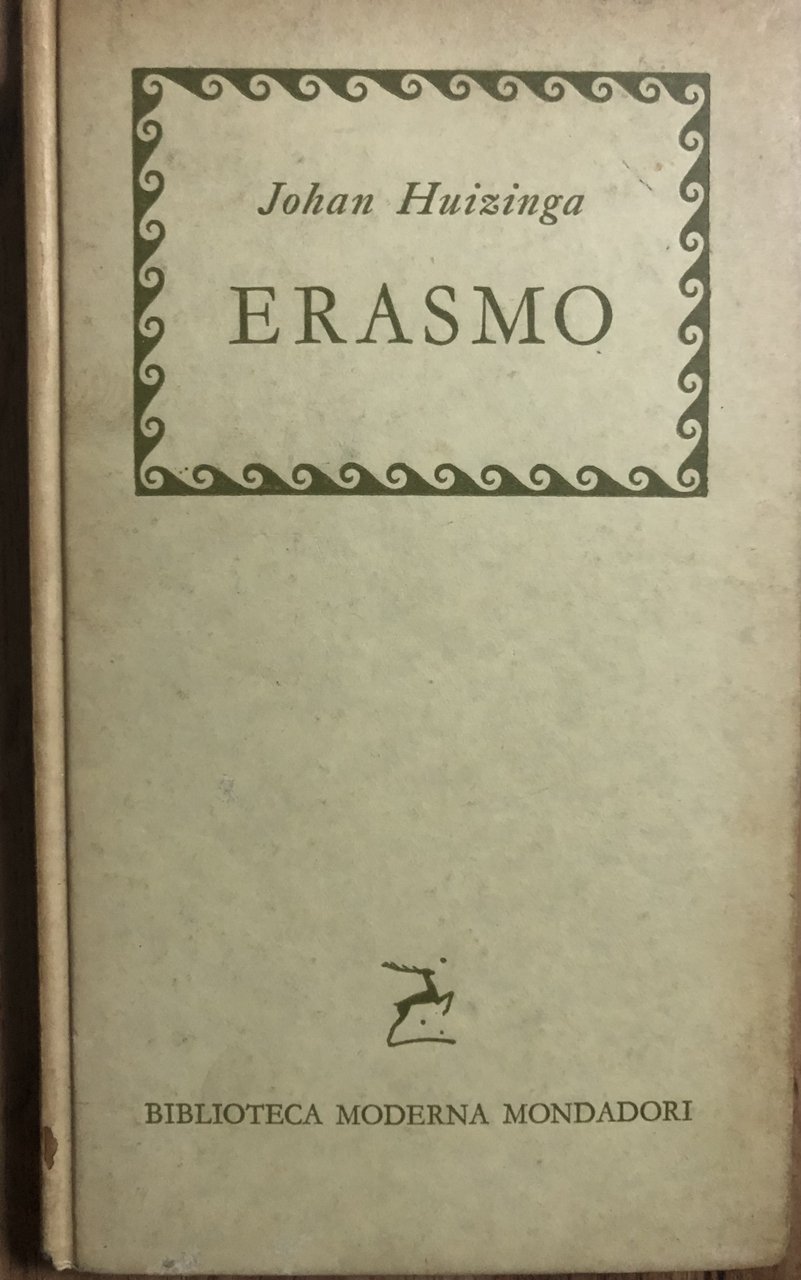 Johan Huizinga
ERASMO
BIBLIOTECA MODERNA MONDADORI